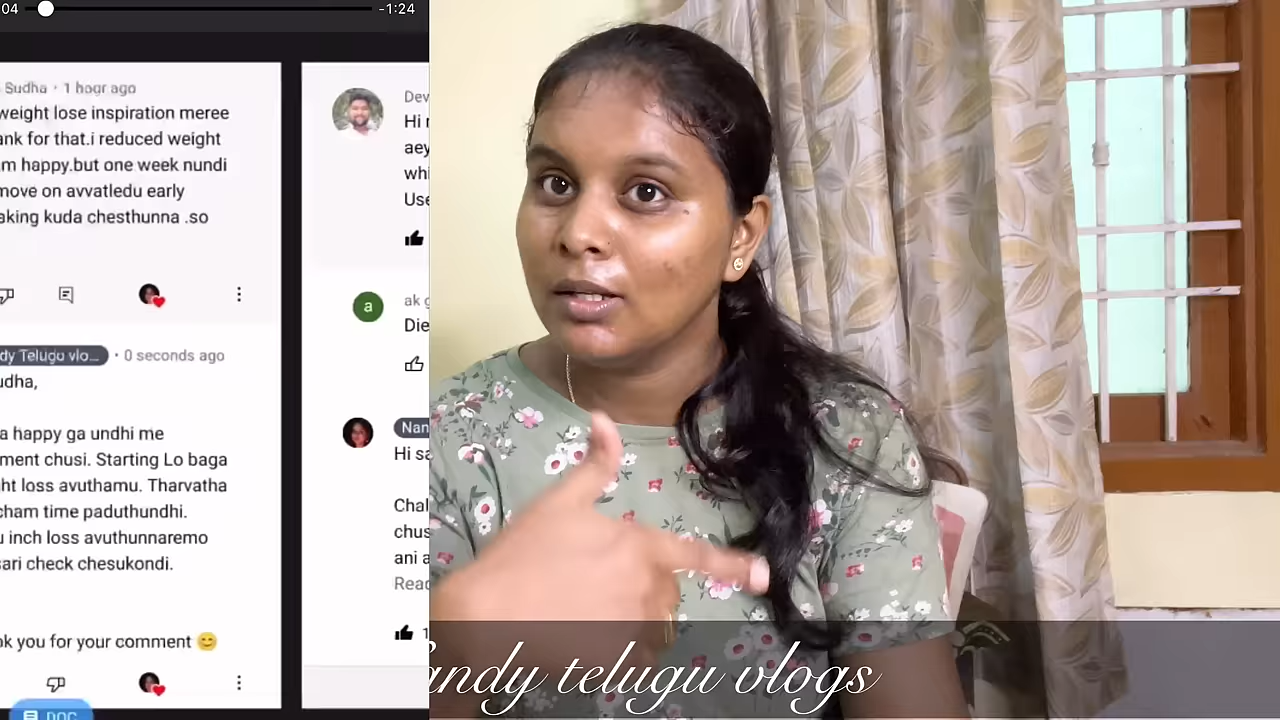 04
-1:24
Sudha · 1 hour ago
weight lose inspiration meree
ank for that.i reduced weight
m happy.but one week nundi
move on avvatledu early
aking kuda chesthunna .so
dy Telugu vlo... · 0 seconds ago
udha,
a happy ga undhi me
ment chusi. Starting Lo baga
ht loss avuthamu. Tharvatha
cham time paduthundhi.
u inch loss avuthunnaremo
sari check chesukondi.
k you for your comment 😊
DOC
Dev
Hi
aey
whi
Use
a
ak g
Die
Nan
Hi sa
Chal
chus
ani a
Read
1
andy telugu vlogs